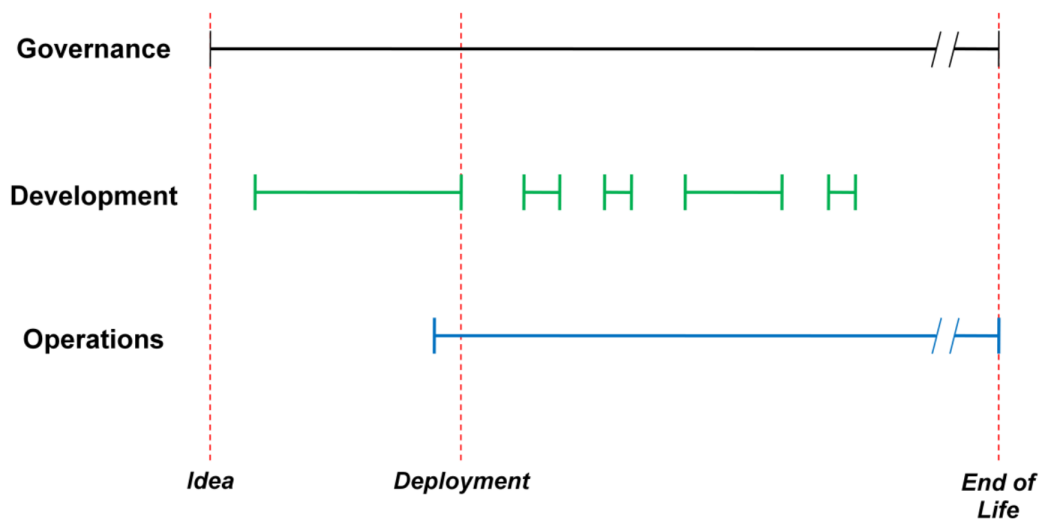 Governance
Development
Operations
Idea
Deployment
End of
Life